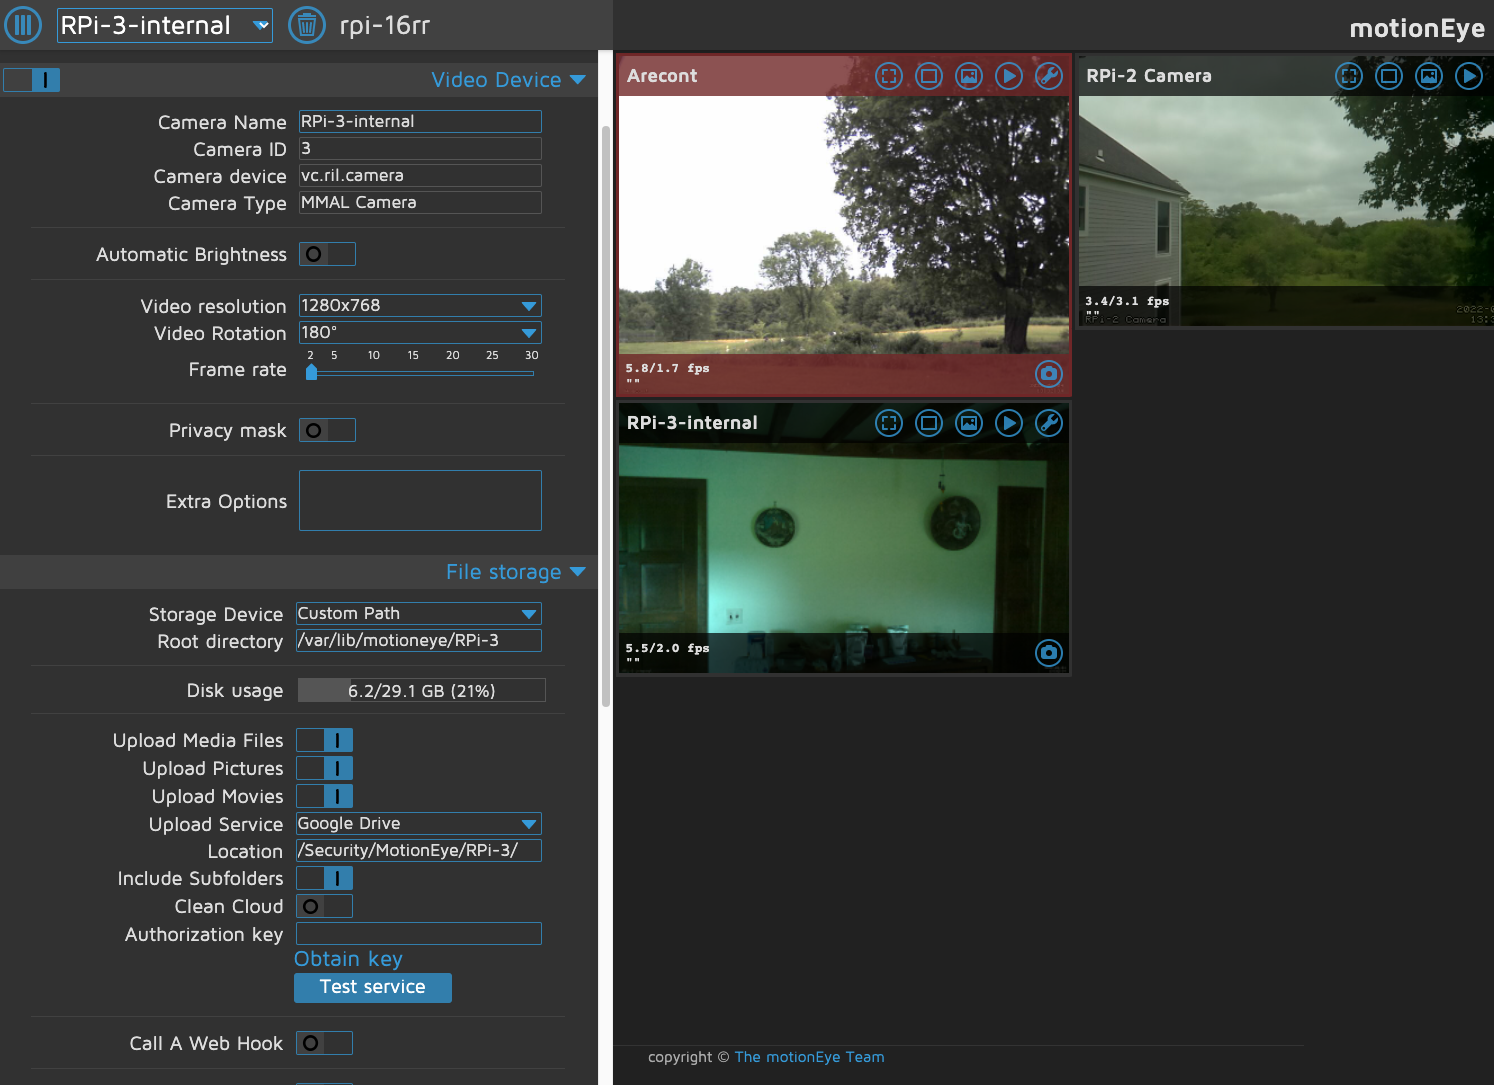 RPi-3-internal
rpi-16rr
motionEye
Video Device
Camera Name RPi-3-internal
Camera ID 3
Camera device vc.ril.camera
Camera Type MMAL Camera
Automatic Brightness O
Video resolution 1280x768
Video Rotation 180°
2 5 10 15 20 25 30
Frame rate
Privacy mask O
Extra Options
File storage
Storage Device Custom Path
Root directory /var/lib/motioneye/RPi-3
Disk usage 6.2/29.1 GB (21%)
Upload Media Files I
Upload Pictures I
Upload Movies I
Upload Service Google Drive
Location /Security/MotionEye/RPi-3/
Include Subfolders I
Clean Cloud O
Authorization key
Obtain key
Test service
Call A Web Hook O
Arecont
5.8/1.7 fps
""
RPi-2 Camera
3.4/3.1 fps
""
RPi-2 Camera
RPi-3-internal
5.5/2.0 fps
""
copyright © The motionEye Team